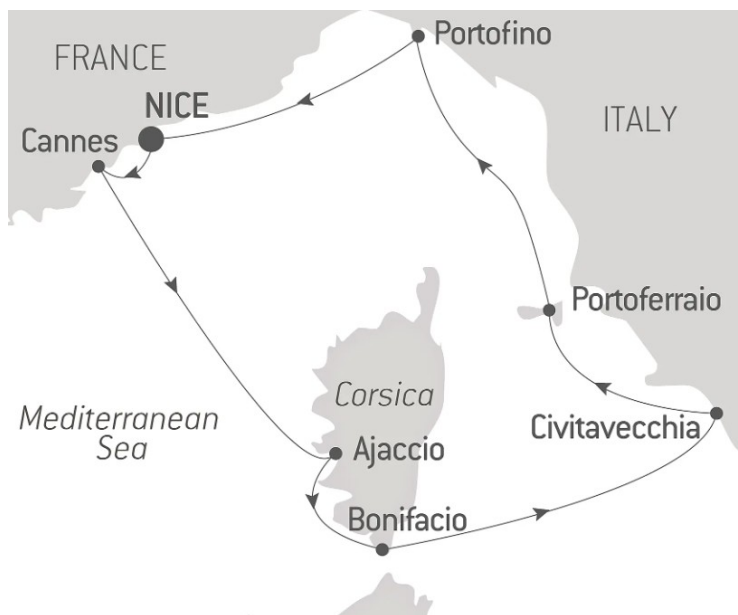 Portofino
FRANCE
NICE
ITALY
Cannes
Portoferraio
Corsica
Mediterranean
Sea
Civitavecchia
Ajaccio
Bonifacio